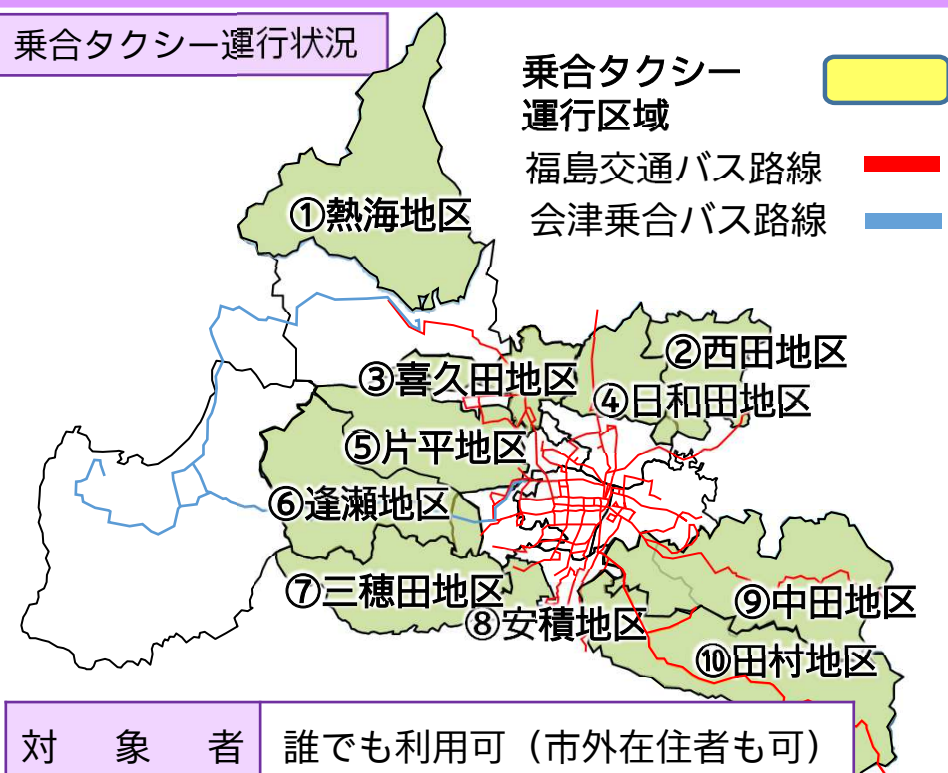 乗合タクシー運行状況
乗合タクシー
運行区域
福島交通バス路線
会津乗合バス路線
①熱海地区
②西田地区
③喜久田地区
④日和田地区
⑤片平地区
⑥逢瀬地区
⑦三穂田地区
⑧安積地区
⑨中田地区
⑩田村地区
対象者 誰でも利用可（市外在住者も可）